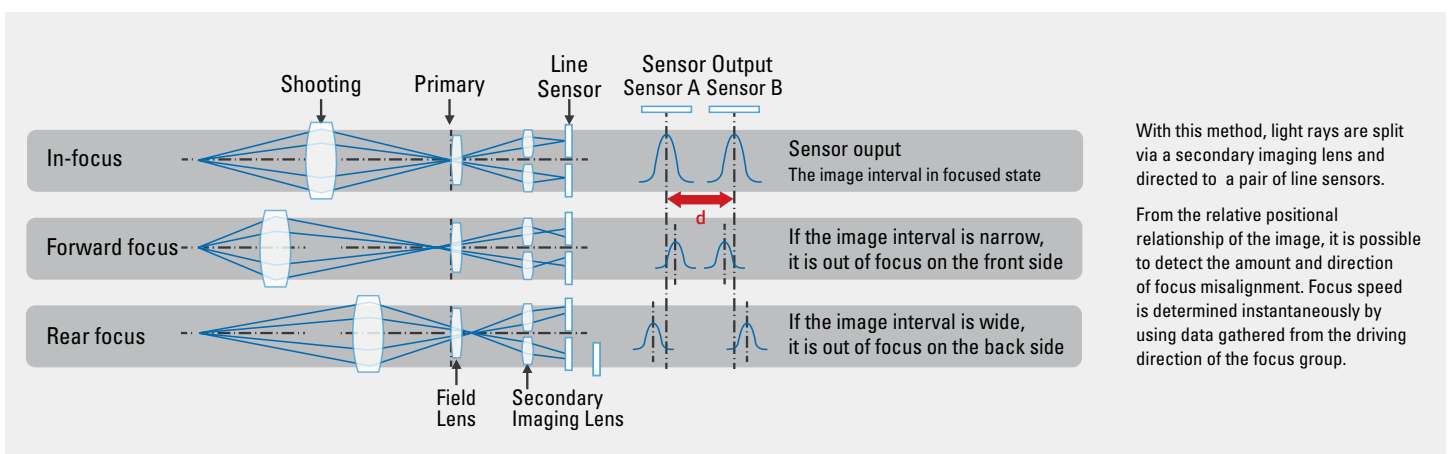 Shooting
Primary
Line
Sensor
Sensor Output
Sensor A Sensor B
In-focus
Sensor ouput
The image interval in focused state
d
Forward focus
If the image interval is narrow,
it is out of focus on the front side
Rear focus
If the image interval is wide,
it is out of focus on the back side
Field
Lens
Secondary
Imaging Lens
With this method, light rays are split
via a secondary imaging lens and
directed to a pair of line sensors.
From the relative positional
relationship of the image, it is possible
to detect the amount and direction
of focus misalignment. Focus speed
is determined instantaneously by
using data gathered from the driving
direction of the focus group.